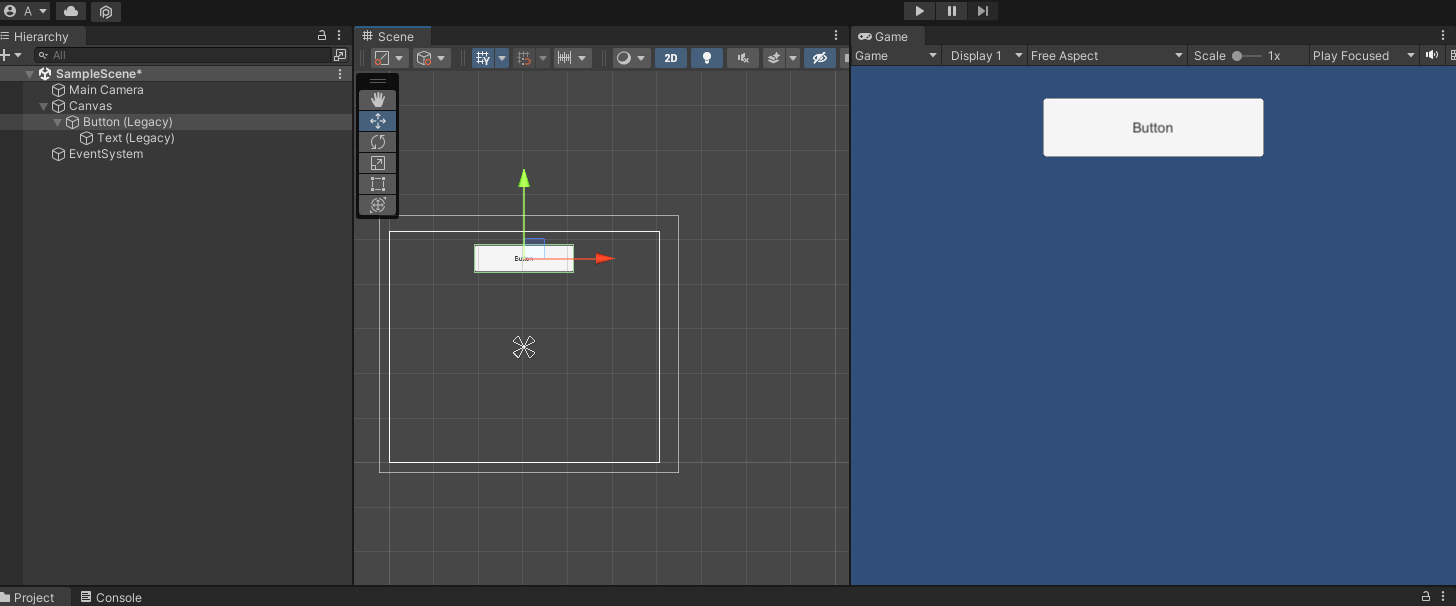 A
Hierarchy
Scene
Game
All
2D
Game Display 1 Free Aspect Scale 1x Play Focused
SampleScene*
Main Camera
Canvas
Button (Legacy)
Text (Legacy)
EventSystem
Button
Button
Project
Console